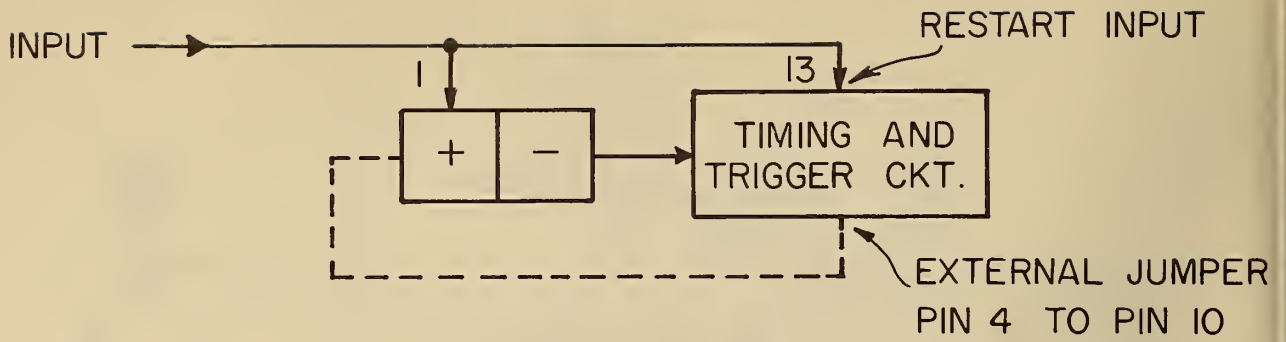 INPUT
RESTART INPUT
1
13
+
-
TIMING AND
TRIGGER CKT.
EXTERNAL JUMPER
PIN 4 TO PIN 10